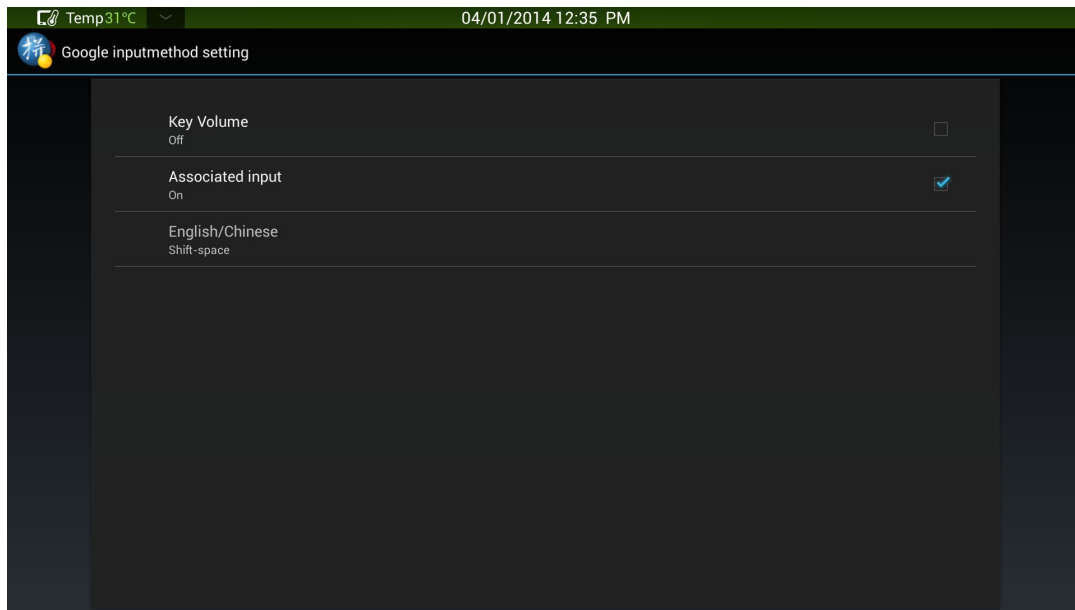 Temp31℃ 04/01/2014 12:35 PM
拼 Google inputmethod setting
Key Volume
Off
Associated input
On
English/Chinese
Shift-space